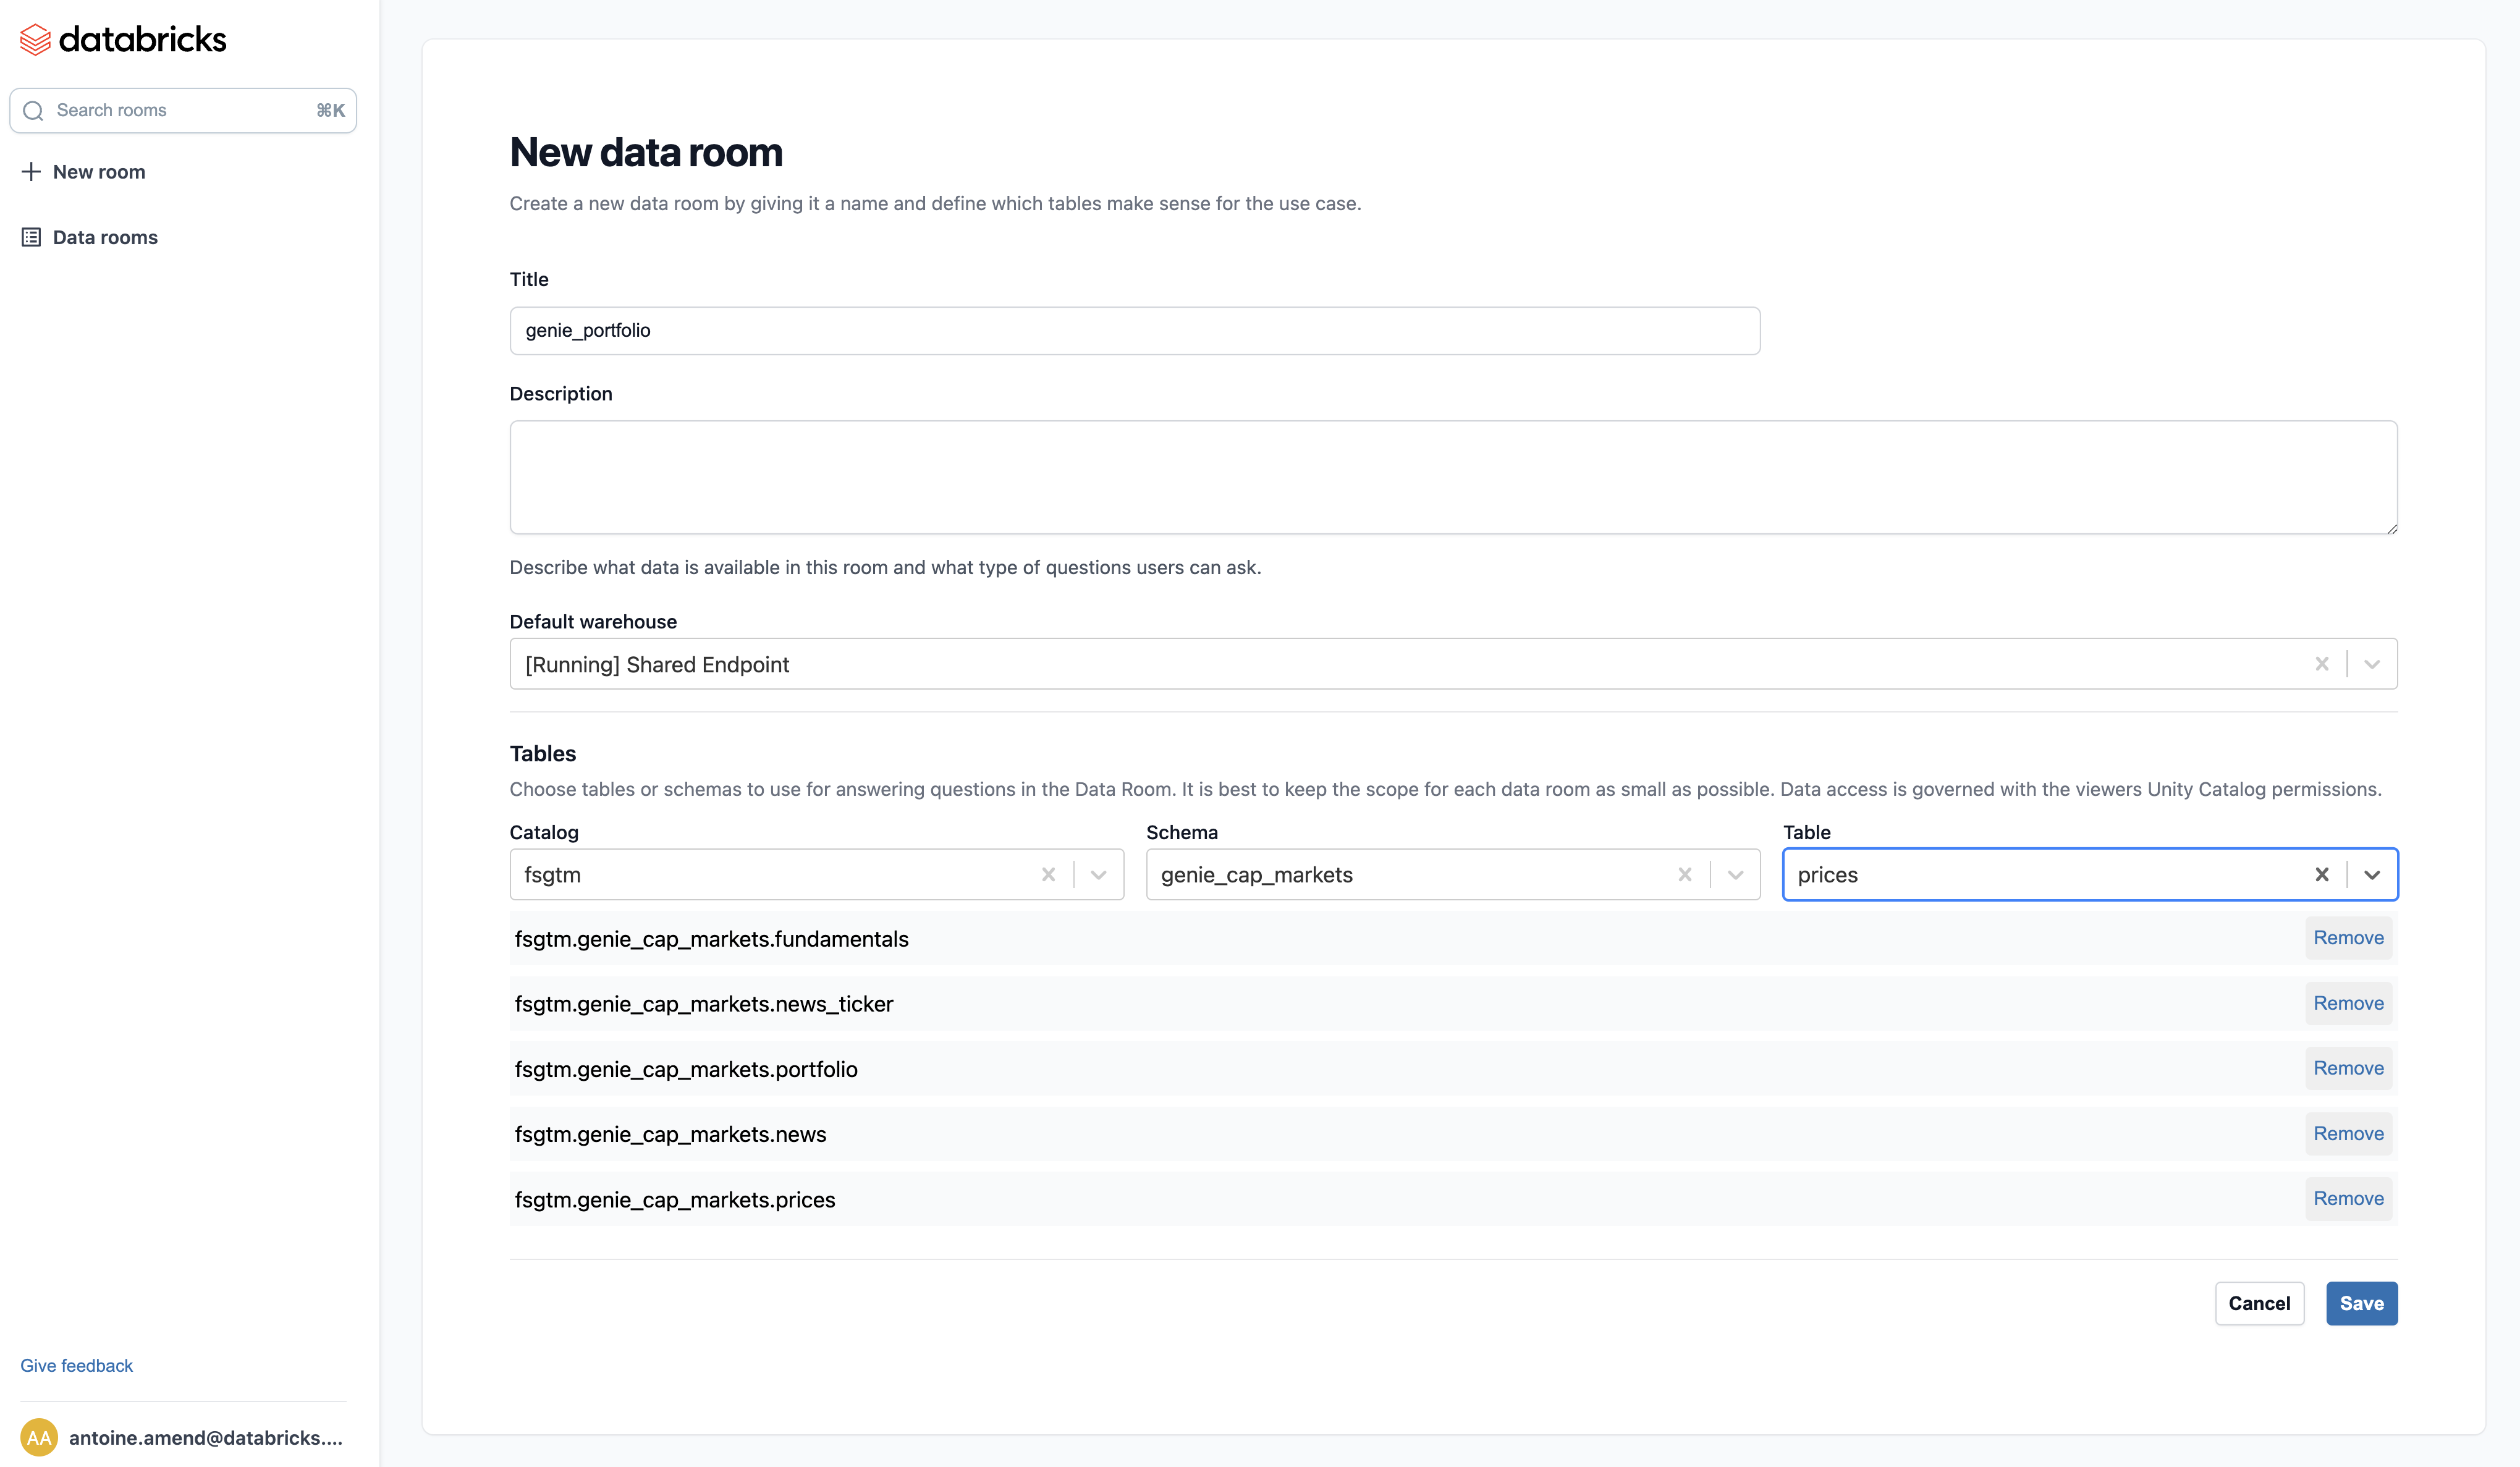 databricks
Search rooms ⌘K
New room
Data rooms
New data room
Create a new data room by giving it a name and define which tables make sense for the use case.
Title
genie_portfolio
Description
Describe what data is available in this room and what type of questions users can ask.
Default warehouse
[Running] Shared Endpoint
Tables
Choose tables or schemas to use for answering questions in the Data Room. It is best to keep the scope for each data room as small as possible. Data access is governed with the viewers Unity Catalog permissions.
Catalog Schema Table
fsgtm genie_cap_markets prices
fsgtm.genie_cap_markets.fundamentals Remove
fsgtm.genie_cap_markets.news_ticker Remove
fsgtm.genie_cap_markets.portfolio Remove
fsgtm.genie_cap_markets.news Remove
fsgtm.genie_cap_markets.prices Remove
Cancel Save
Give feedback
AA antoine.amend@databricks....